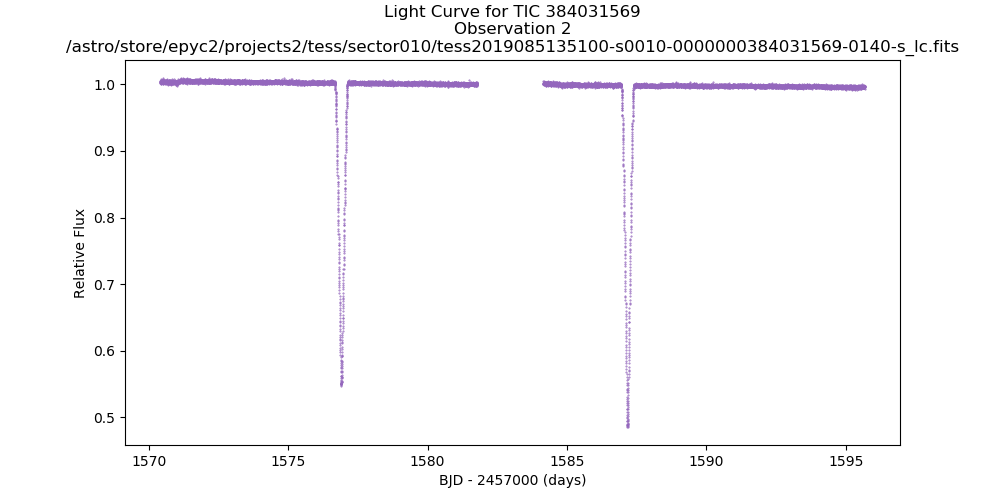 Light Curve for TIC 384031569
Observation 2
/astro/store/epyc2/projects2/tess/sector010/tess2019085135100-s0010-0000000384031569-0140-s_lc.fits
1.0
0.9
0.8
0.7
0.6
0.5
Relative Flux
1570
1575
1580
1585
1590
1595
BJD - 2457000 (days)